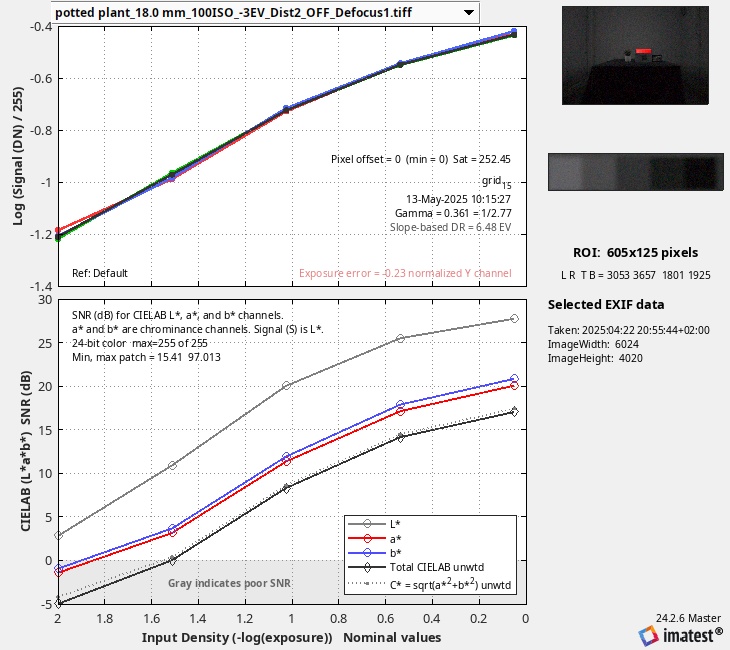 potted plant_18.0 mm_100ISO_-3EV_Dist2_OFF_Defocus1.tiff
-0.4
-0.6
-0.8
-1
-1.2
-1.4
Log (Signal (DN) / 255)
Pixel offset = 0 (min = 0) Sat = 252.45
grid15
13-May-2025 10:15:27
Gamma = 0.361 = 1/2.77
Slope-based DR = 6.48 EV
Ref: Default
Exposure error = -0.23 normalized Y channel
ROI: 605x125 pixels
L R T B = 3053 3657 1801 1925
Selected EXIF data
Taken: 2025:04:22 20:55:44+02:00
ImageWidth: 6024
ImageHeight: 4020
30
25
20
15
10
5
0
-5
CIELAB (L*a*b*) SNR (dB)
SNR (dB) for CIELAB L*, a*, and b* channels.
a* and b* are chrominance channels. Signal (S) is L*.
24-bit color max=255 of 255
Min, max patch = 15.41 97.013
L*
a*
b*
Total CIELAB unwtd
C* = sqrt(a*2+b*2) unwtd
Gray indicates poor SNR
2 1.8 1.6 1.4 1.2 1 0.8 0.6 0.4 0.2 0
Input Density (-log(exposure)) Nominal values
24.2.6 Master
imatest®